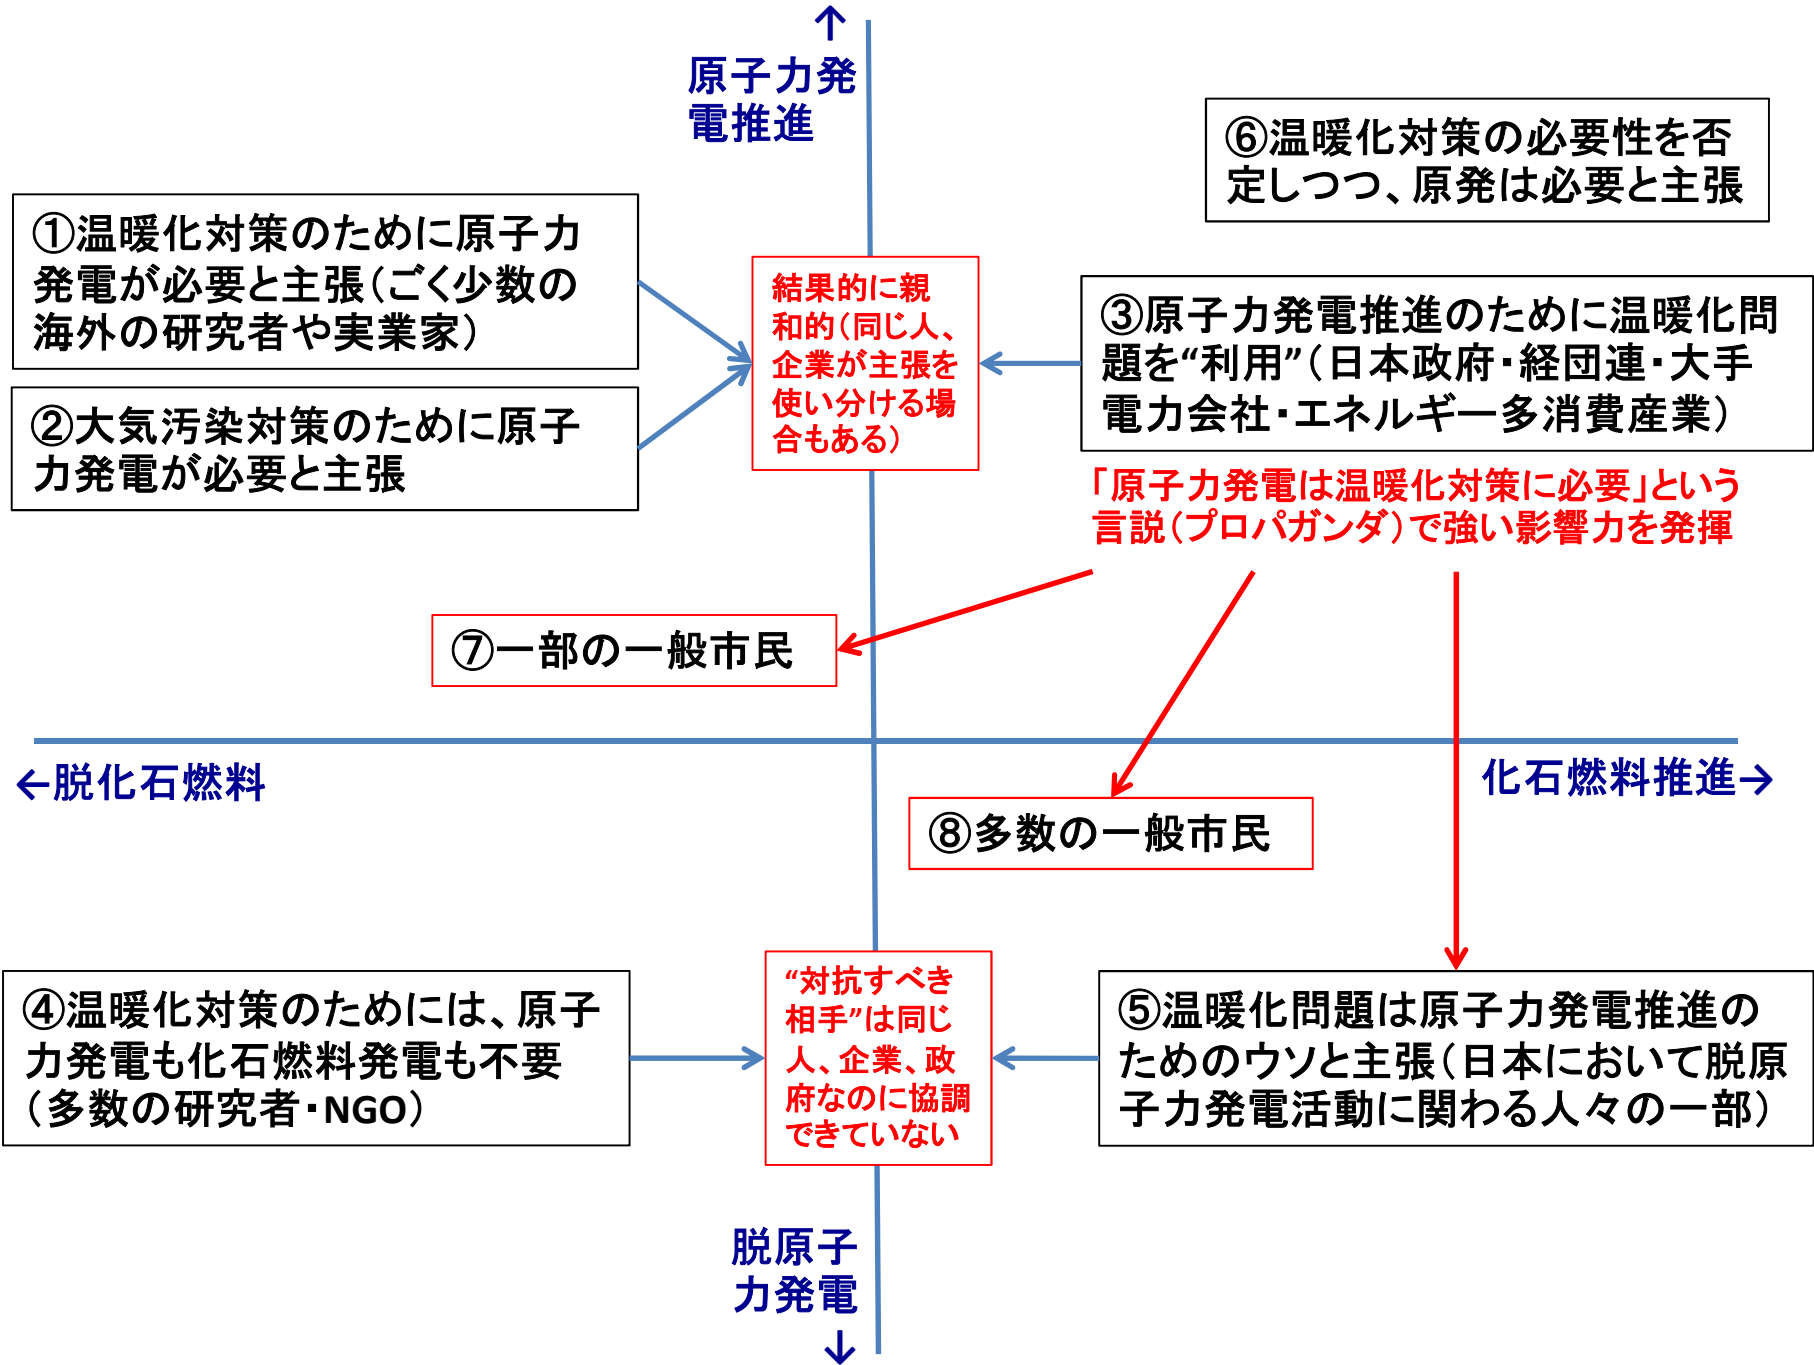 ↑
原子力発
電推進
⑥温暖化対策の必要性を否
定しつつ、原発は必要と主張
①温暖化対策のために原子力
発電が必要と主張（ごく少数の
海外の研究者や実業家）
②大気汚染対策のために原子
力発電が必要と主張
結果的に親
和的（同じ人、
企業が主張を
使い分ける場
合もある）
③原子力発電推進のために温暖化問
題を“利用”（日本政府・経団連・大手
電力会社・エネルギー多消費産業）
「原子力発電は温暖化対策に必要」という
言説（プロパガンダ）で強い影響力を発揮
⑦一部の一般市民
←脱化石燃料
化石燃料推進→
⑧多数の一般市民
④温暖化対策のためには、原子
力発電も化石燃料発電も不要
（多数の研究者・NGO）
“対抗すべき
相手”は同じ
人、企業、政
府なのに協調
できていない
⑤温暖化問題は原子力発電推進の
ためのウソと主張（日本において脱原
子力発電活動に関わる人々の一部）
脱原子
力発電
↓